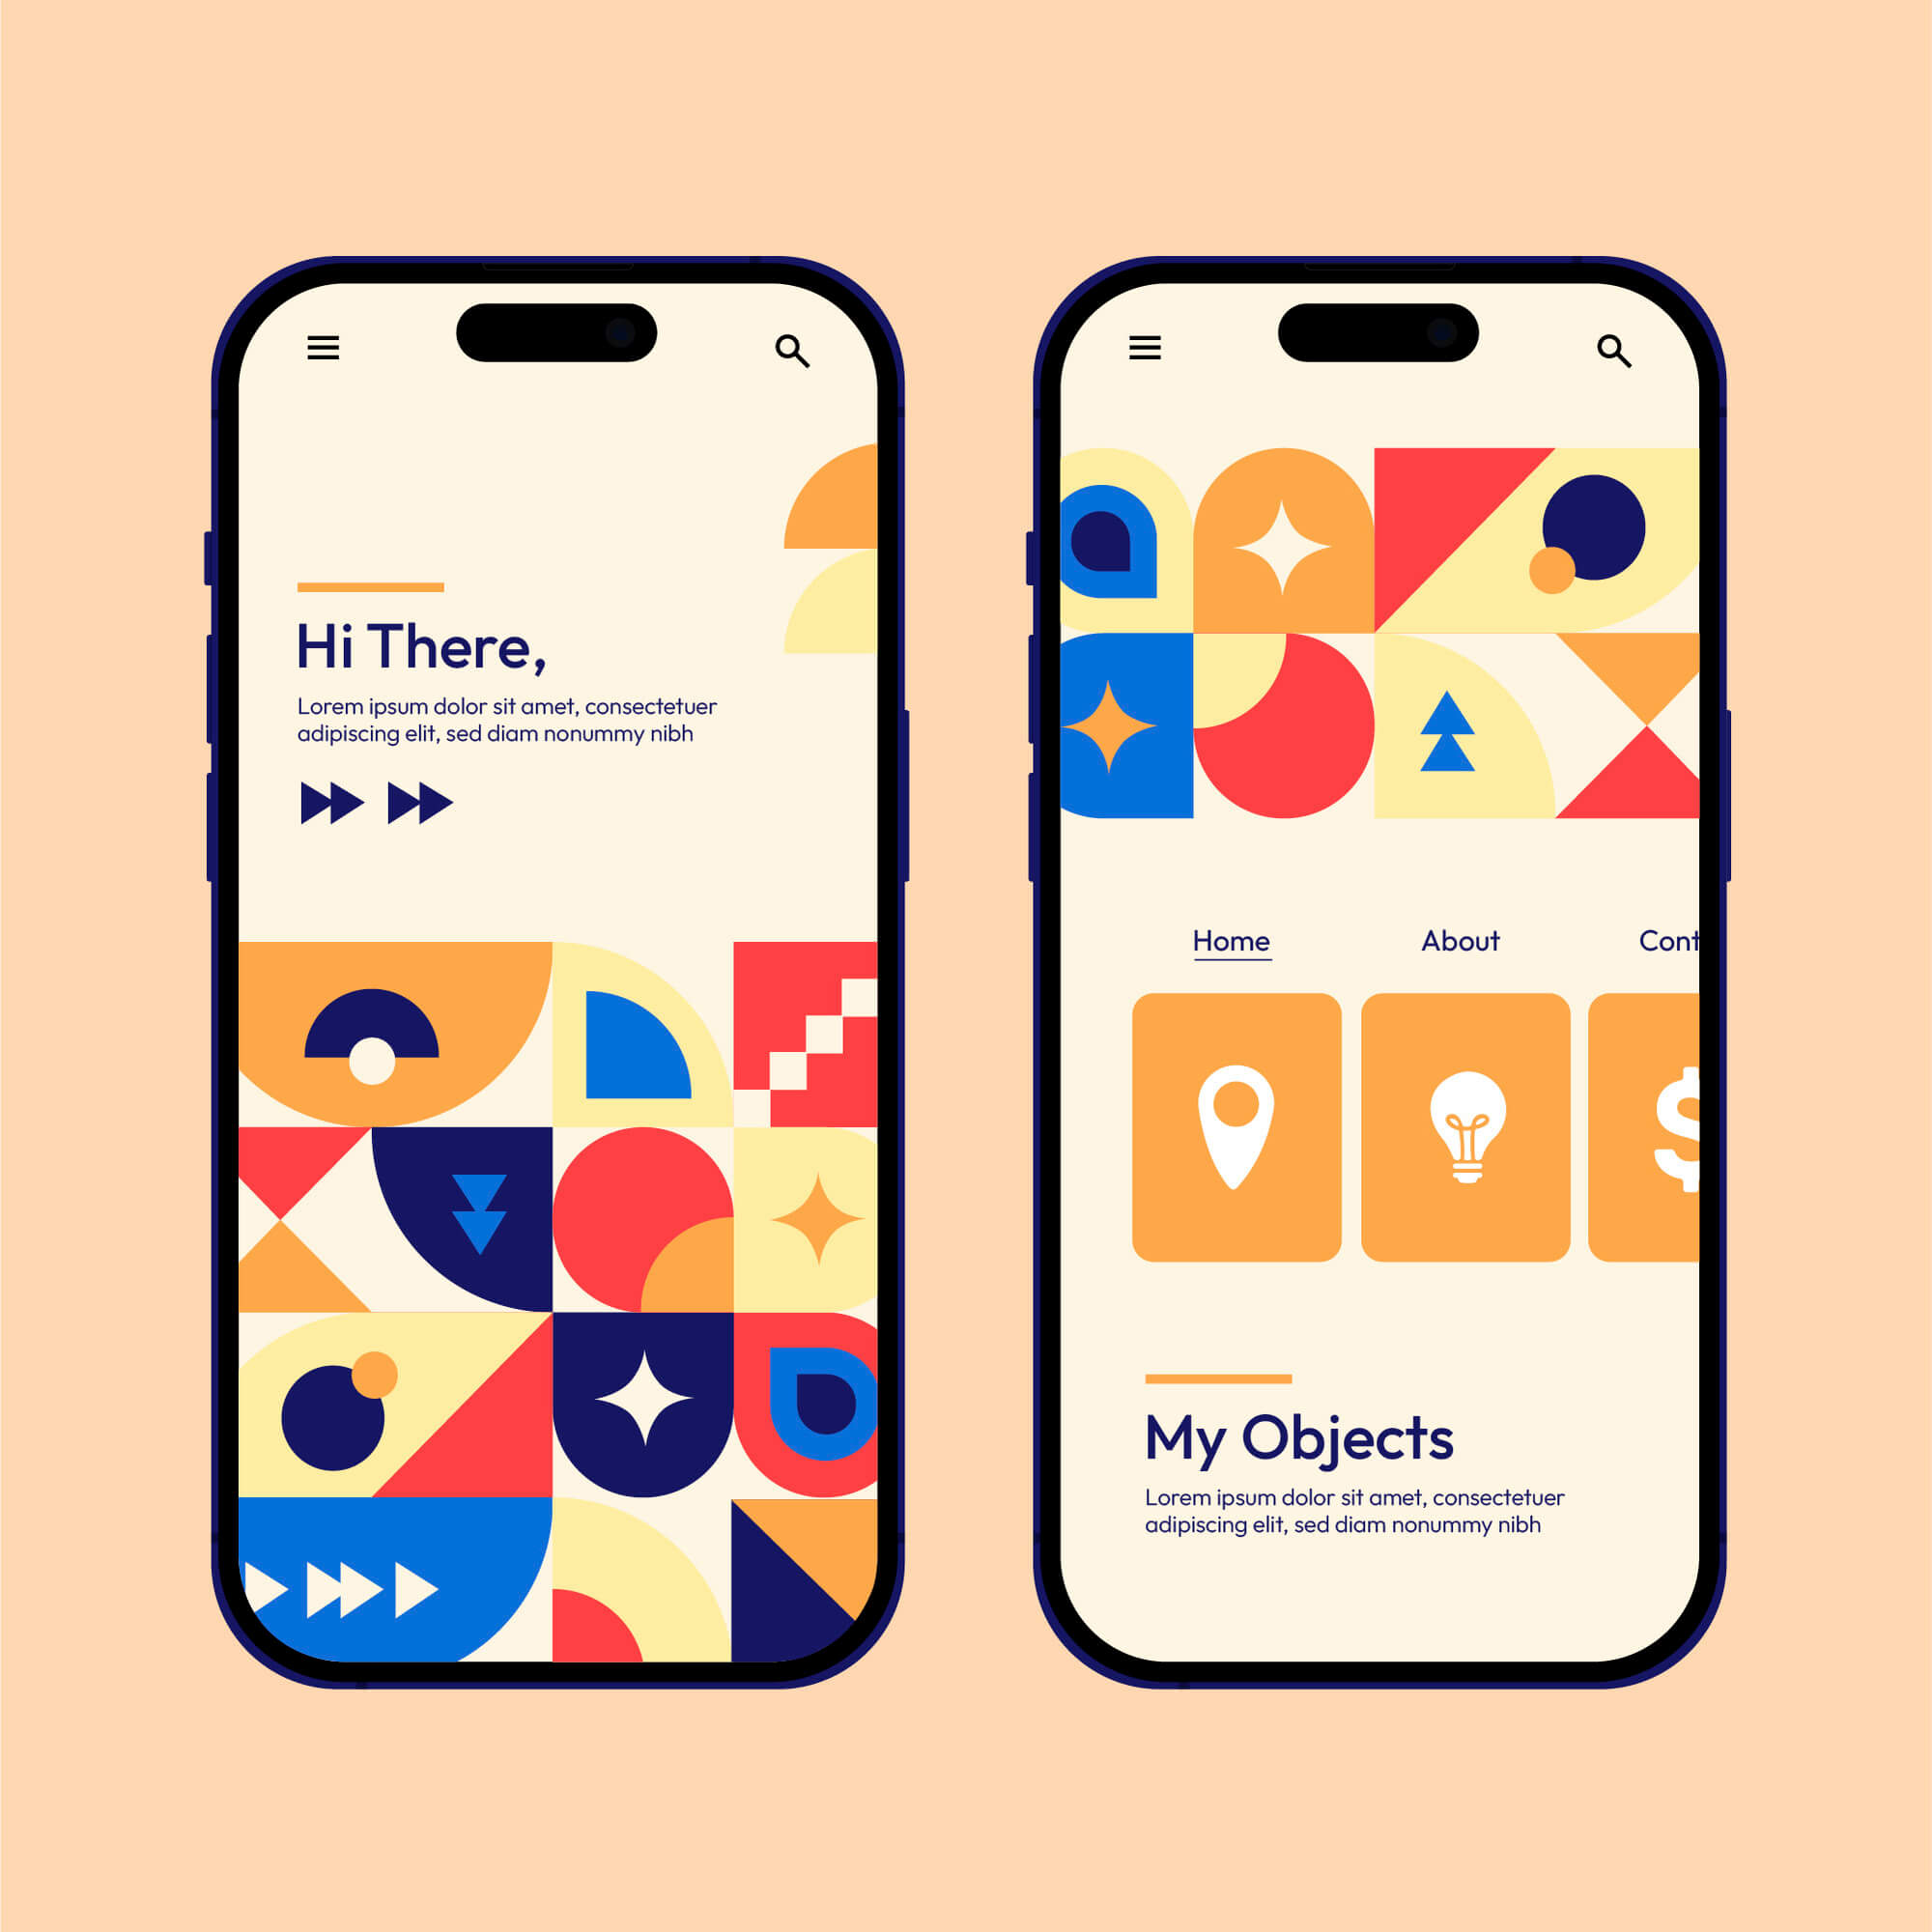 Hi There,
Lorem ipsum dolor sit amet, consectetuer
adipiscing elit, sed diam nonummy nibh
Home About Cont
$
My Objects
Lorem ipsum dolor sit amet, consectetuer
adipiscing elit, sed diam nonummy nibh